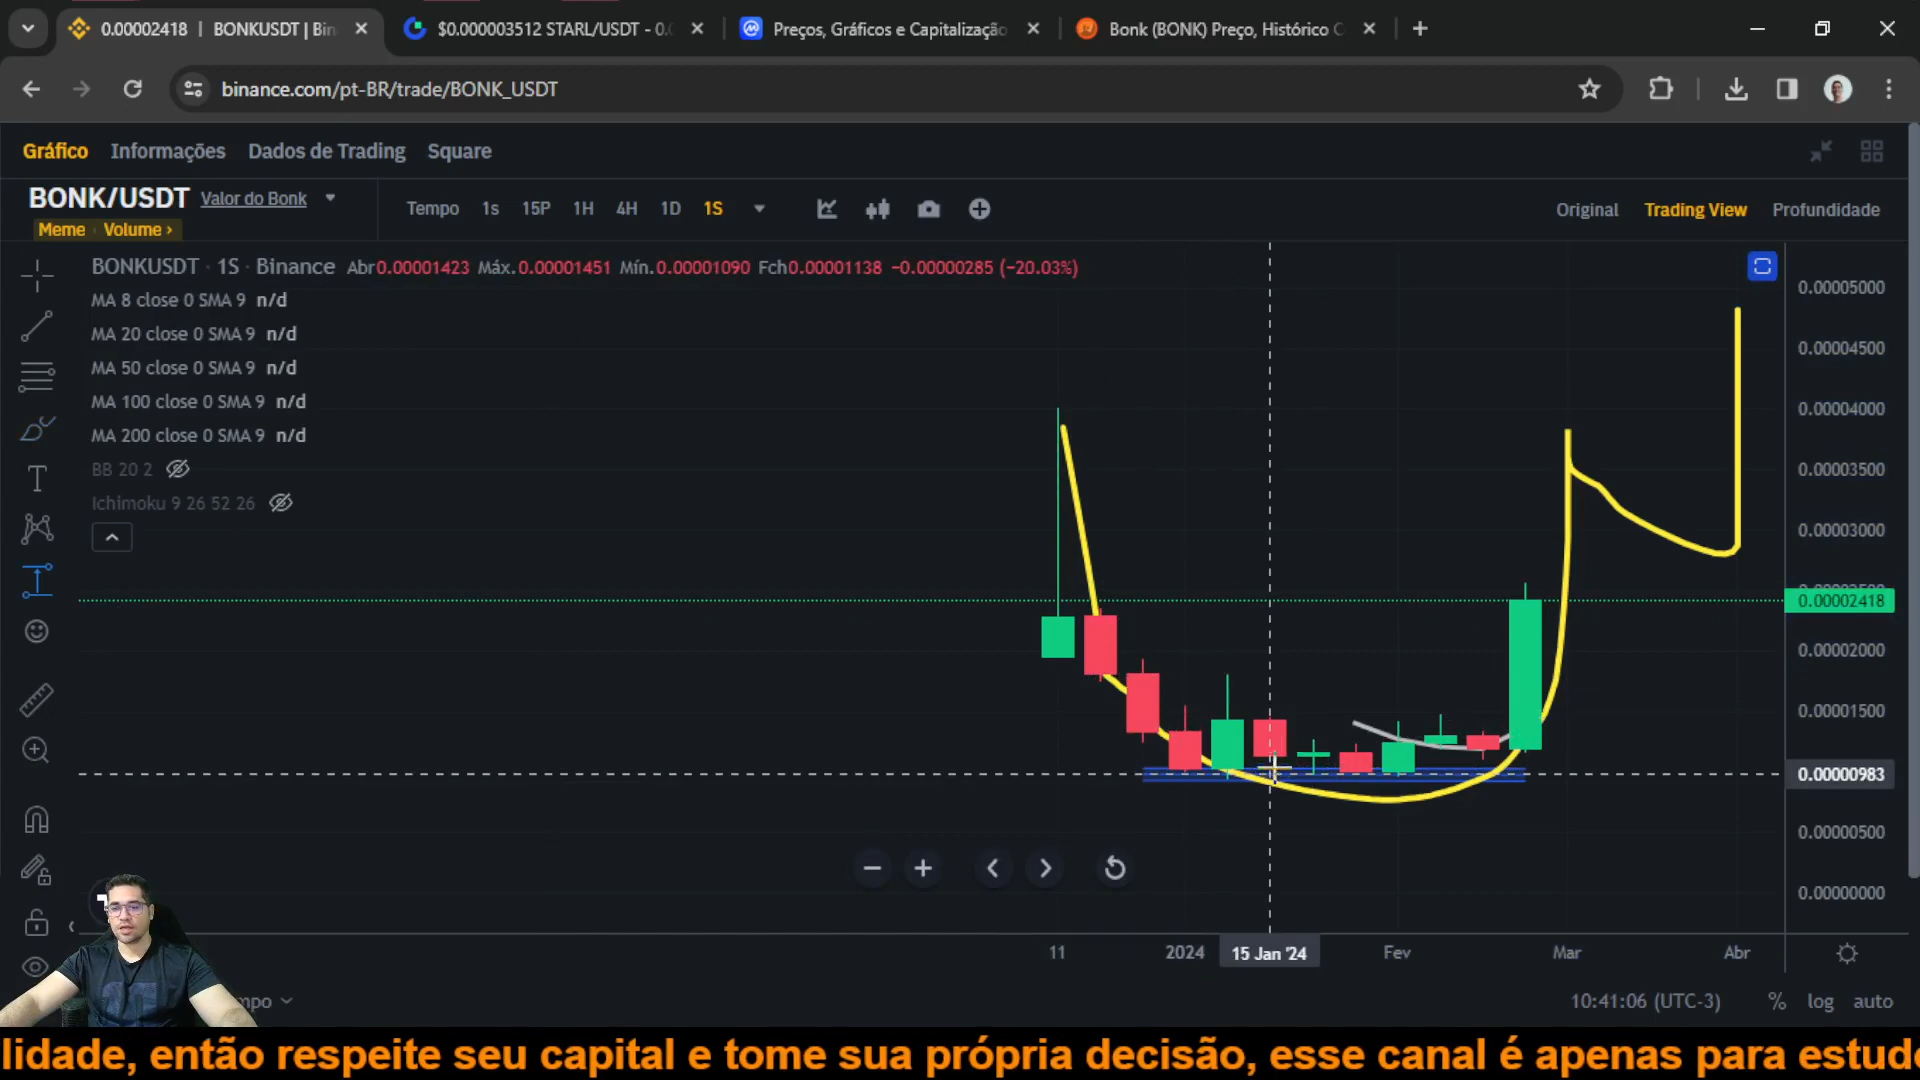 0.00002418 | BONKUSDT | Bin
$0.000003512 STARL/USDT - 0.0
Preços, Gráficos e Capitalização
Bonk (BONK) Preço, Histórico C
binance.com/pt-BR/trade/BONK_USDT
Gráfico Informações Dados de Trading Square
BONK/USDT Valor do Bonk
Meme Volume ›
Tempo 1s 15P 1H 4H 1D 1S
Original Trading View Profundidade
BONKUSDT · 1S · Binance Abr0.00001423 Máx.0.00001451 Mín.0.00001090 Fch0.00001138 −0.00000285 (−20.03%)
MA 8 close 0 SMA 9 n/d
MA 20 close 0 SMA 9 n/d
MA 50 close 0 SMA 9 n/d
MA 100 close 0 SMA 9 n/d
MA 200 close 0 SMA 9 n/d
BB 20 2
Ichimoku 9 26 52 26
0.00005000
0.00004500
0.00004000
0.00003500
0.00003000
0.00002418
0.00002000
0.00001500
0.00000983
0.00000500
0.00000000
11 2024 15 Jan '24 Fev Mar Abr
10:41:06 (UTC-3) % log auto
lidade, então respeite seu capital e tome sua própria decisão, esse canal é apenas para estud